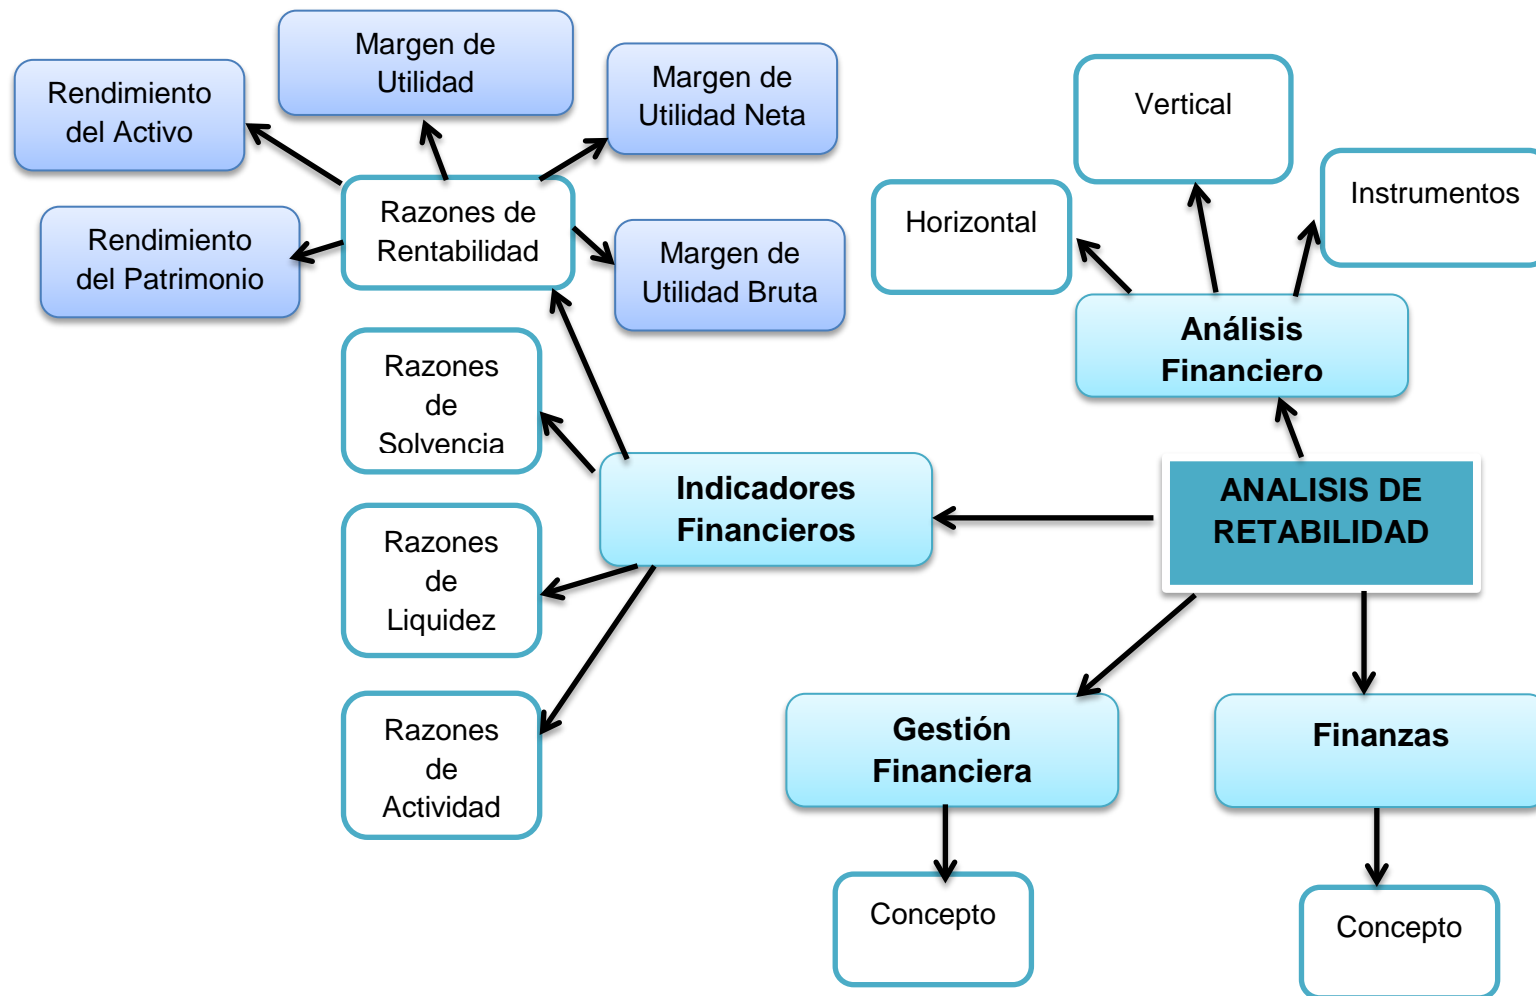 Margen de
Utilidad
Rendimiento
del Activo
Margen de
Utilidad Neta
Vertical
Instrumentos
Horizontal
Razones de
Rentabilidad
Rendimiento
del Patrimonio
Margen de
Utilidad Bruta
Análisis
Financiero
Razones
de
Solvencia
Indicadores
Financieros
ANALISIS DE
RETABILIDAD
Razones
de
Liquidez
Razones
de
Actividad
Gestión
Financiera
Finanzas
Concepto
Concepto